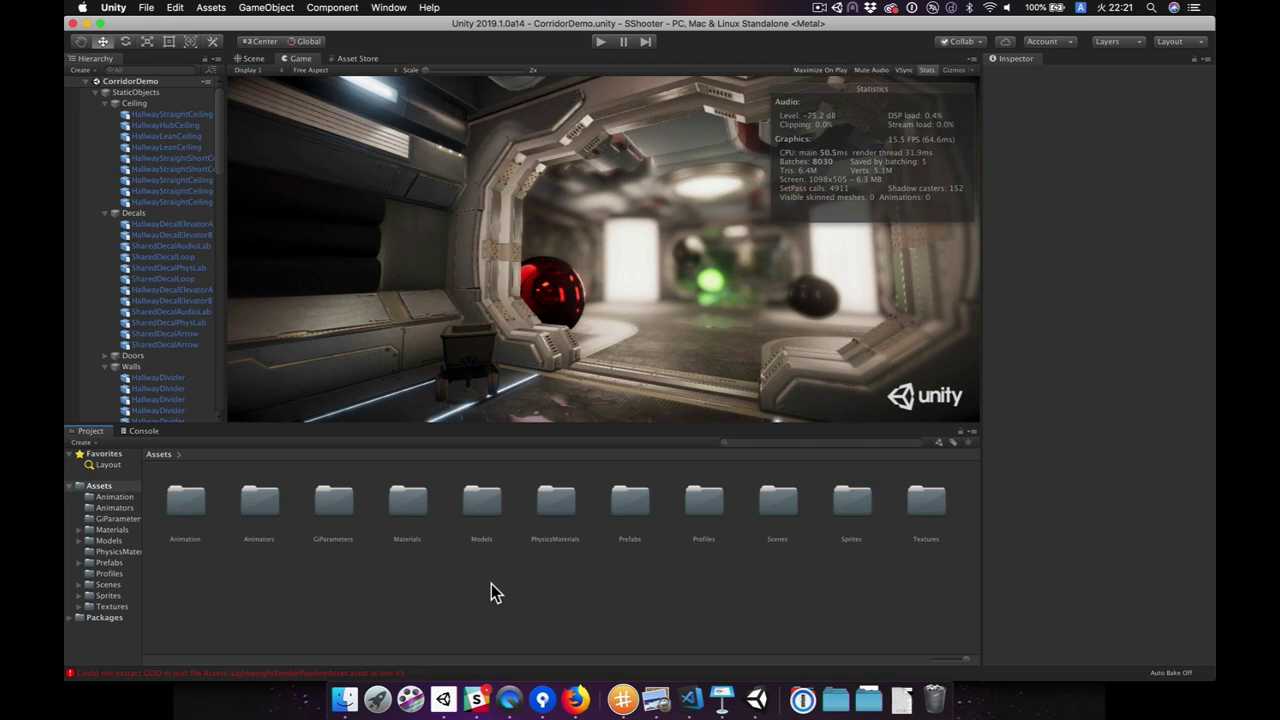 Unity File Edit Assets GameObject Component Window Help
100% A 火 22:21
Unity 2019.1.0a14 - CorridorDemo.unity - SShooter - PC, Mac & Linux Standalone <Metal>
Center Global Collab Account Layers Layout
Hierarchy Scene Game Asset Store Inspector
Create All Display 1 Free Aspect Scale 2x Maximize On Play Mute Audio VSync Stats Gizmos
CorridorDemo
StaticObjects
Ceiling
HallwayStraightCeiling
HallwayHubCeiling
HallwayLeanCeiling
HallwayLeanCeiling
HallwayStraightShortC
HallwayStraightShortC
HallwayStraightCeiling
HallwayStraightCeiling
HallwayStraightCeiling
Decals
HallwayDecalElevatorA
HallwayDecalElevatorB
SharedDecalAudioLab
SharedDecalLoop
SharedDecalPhysLab
SharedDecalLoop
HallwayDecalElevatorA
HallwayDecalElevatorB
SharedDecalAudioLab
SharedDecalPhysLab
SharedDecalArrow
SharedDecalArrow
Doors
Walls
HallwayDivider
HallwayDivider
HallwayDivider
HallwayDivider
HallwayDivider
Statistics
Audio:
Level: -75.2 dB DSP load: 0.4%
Clipping: 0.0% Stream load: 0.0%
Graphics: 15.5 FPS (64.6ms)
CPU: main 50.5ms render thread 31.9ms
Batches: 8030 Saved by batching: 5
Tris: 6.4M Verts: 5.1M
Screen: 1098x505 - 6.3 MB
SetPass calls: 4911 Shadow casters: 152
Visible skinned meshes: 0 Animations: 0
unity
Project Console
Create
Favorites
Layout
Assets
Animation
Animators
GiParameter
Materials
Models
PhysicsMater
Prefabs
Profiles
Scenes
Sprites
Textures
Packages
Assets
Animation Animators GiParameters Materials Models PhysicsMaterials Prefabs Profiles Scenes Sprites Textures
Auto Bake Off